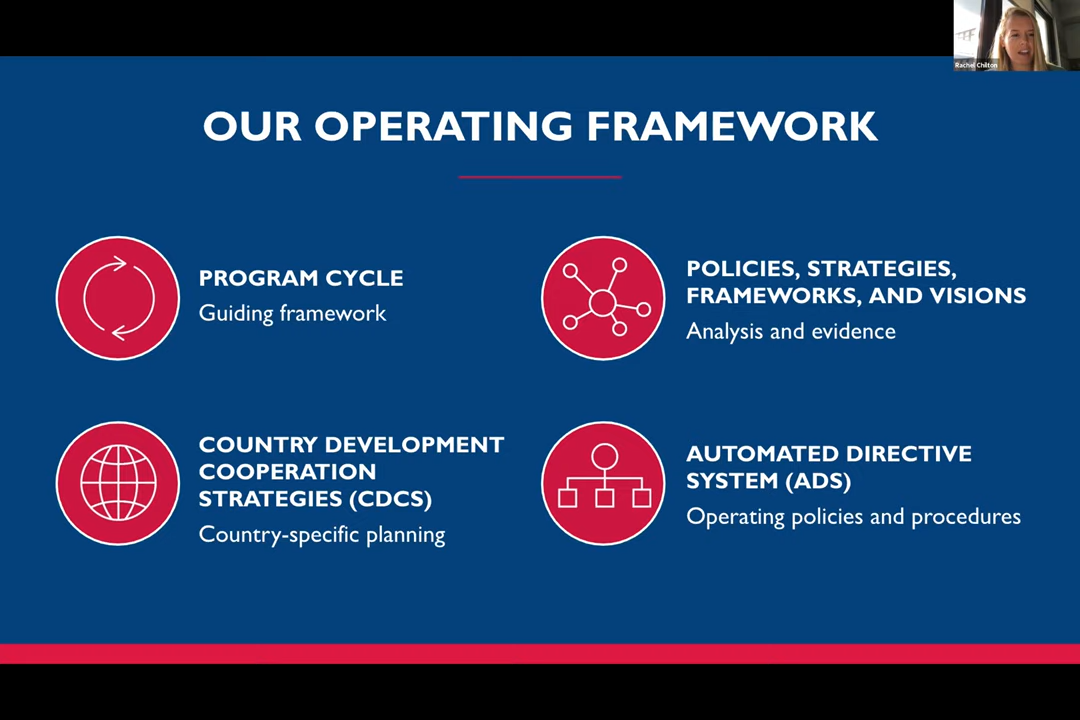 Rachel Chilton
OUR OPERATING FRAMEWORK
PROGRAM CYCLE
Guiding framework
POLICIES, STRATEGIES,
FRAMEWORKS, AND VISIONS
Analysis and evidence
COUNTRY DEVELOPMENT
COOPERATION
STRATEGIES (CDCS)
Country-specific planning
AUTOMATED DIRECTIVE
SYSTEM (ADS)
Operating policies and procedures